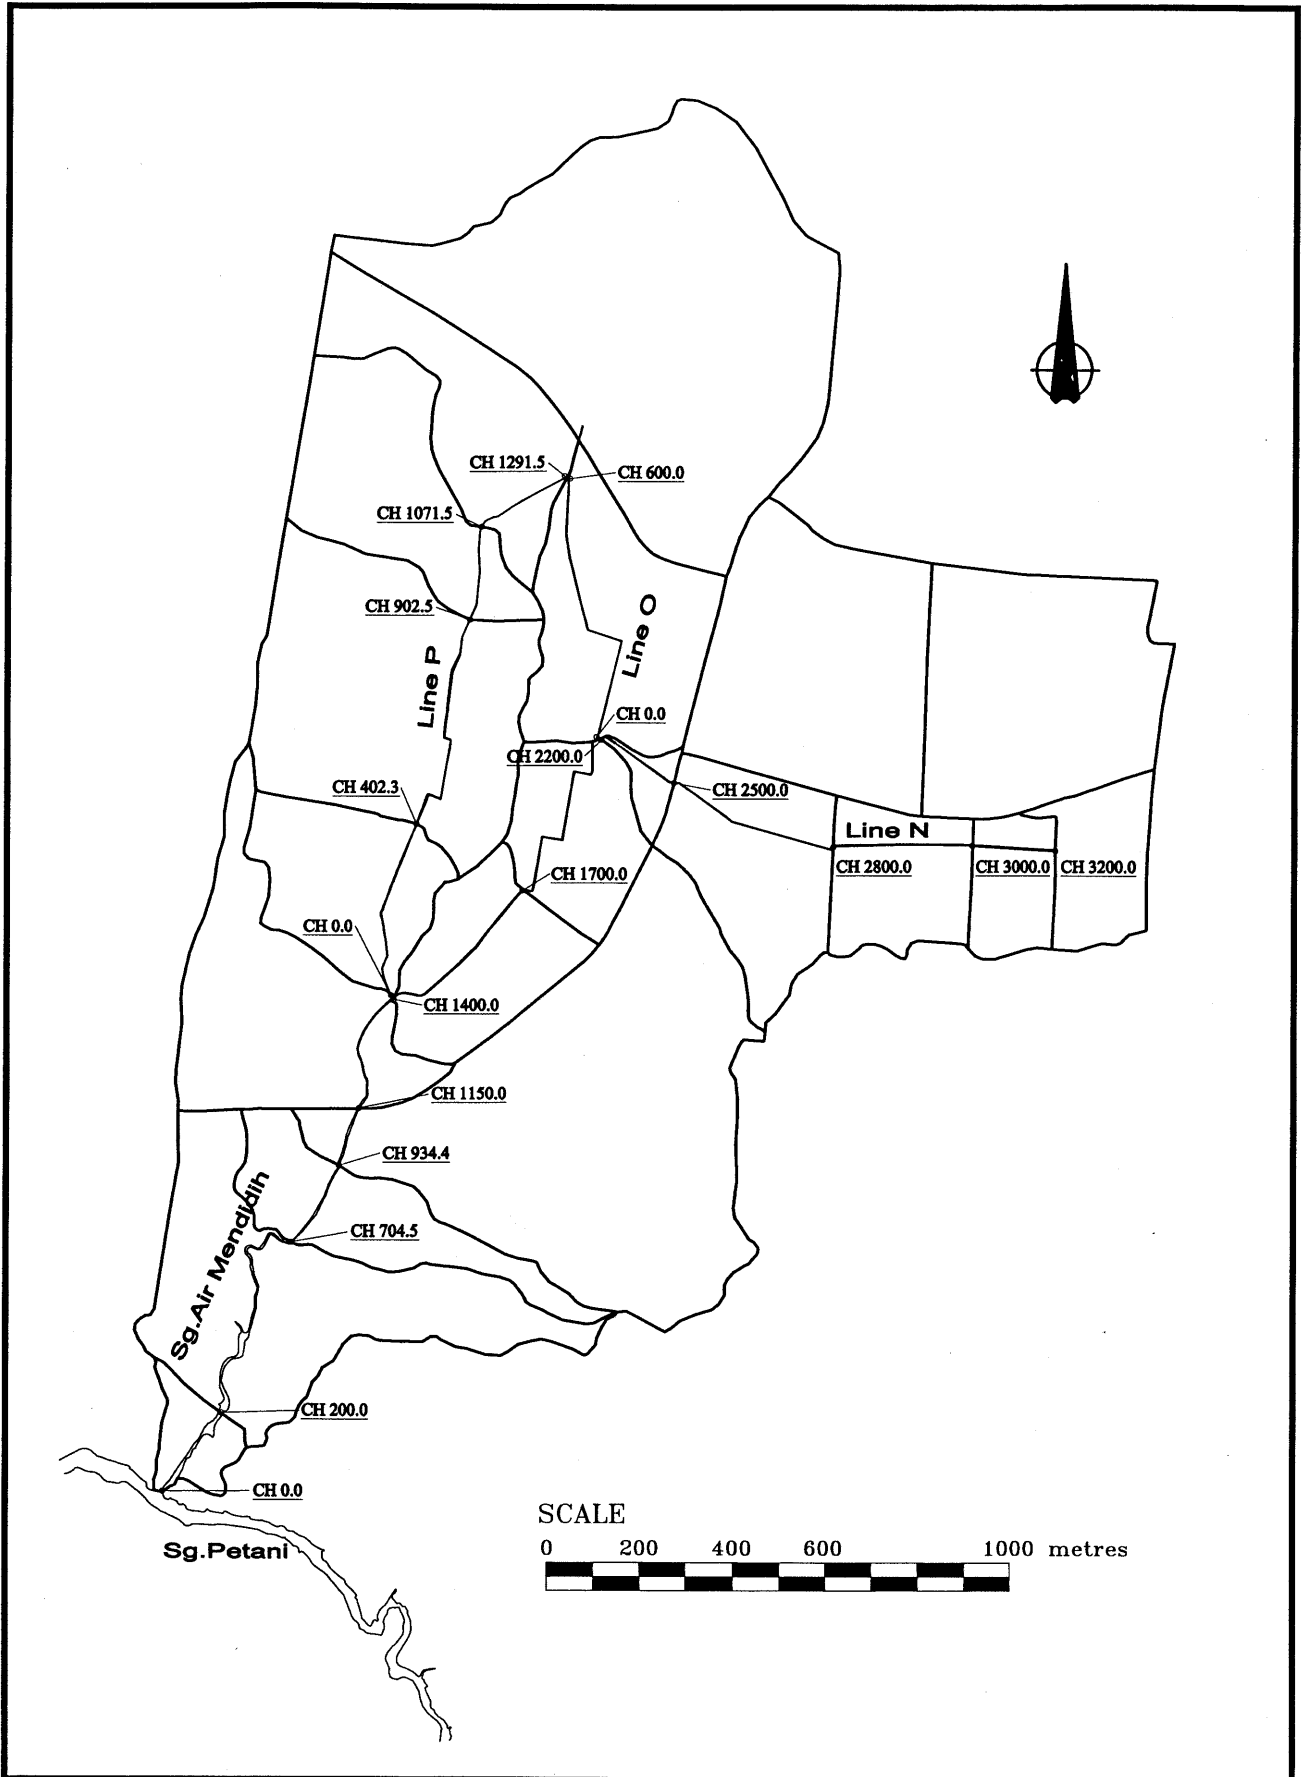 CH 1291.5
CH 600.0
CH 1071.5
CH 902.5
Line O
Line P
CH 0.0
CH 2200.0
CH 402.3
CH 2500.0
Line N
CH 2800.0
CH 3000.0
CH 3200.0
CH 1700.0
CH 0.0
CH 1400.0
CH 1150.0
CH 934.4
Sg.Air Mendidih
CH 704.5
CH 200.0
CH 0.0
Sg.Petani
SCALE
0 200 400 600 1000 metres